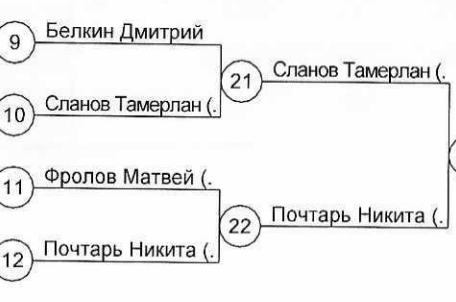 9 Белкин Дмитрий
21 Сланов Тамерлан (.
10 Сланов Тамерлан (.
11 Фролов Матвей (.
22 Почтарь Никита (.
12 Почтарь Никита (.